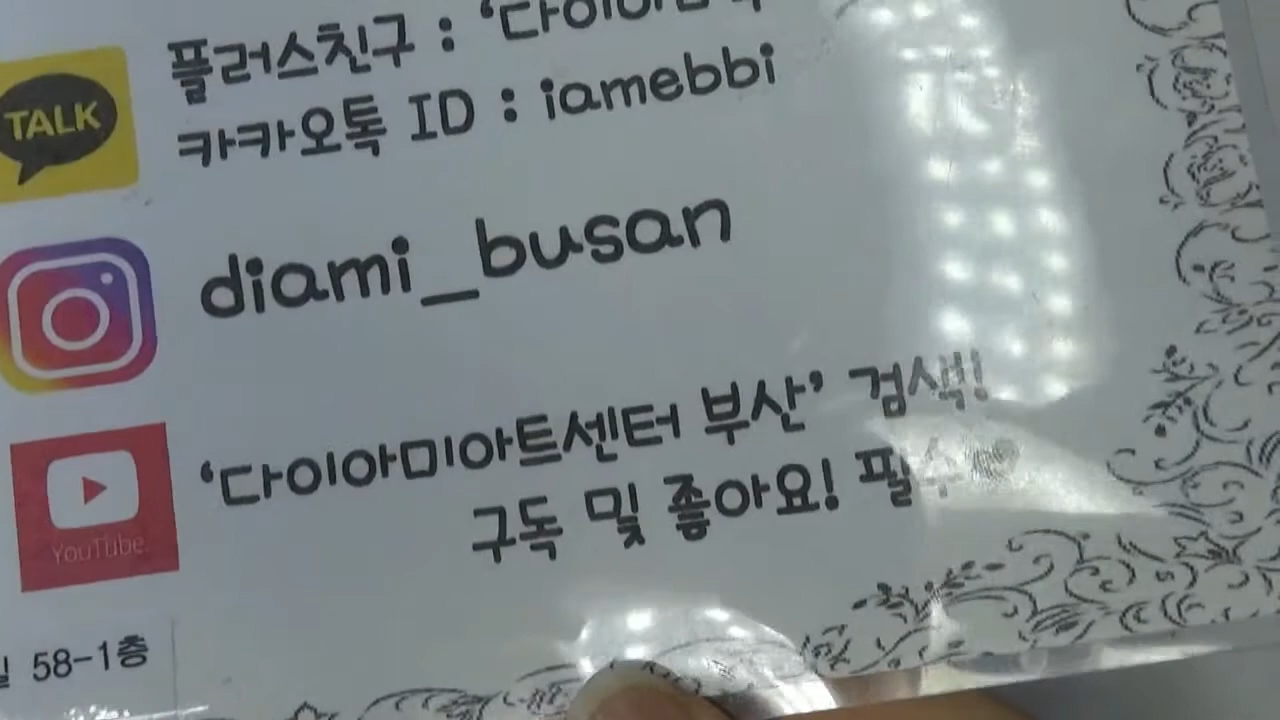 플러스친구 : '다이아미
TALK
카카오톡 ID : iamebbi
diami_busan
'다이아미아트센터 부산' 검색!
구독 및 좋아요! 필수
YouTube
58-1층